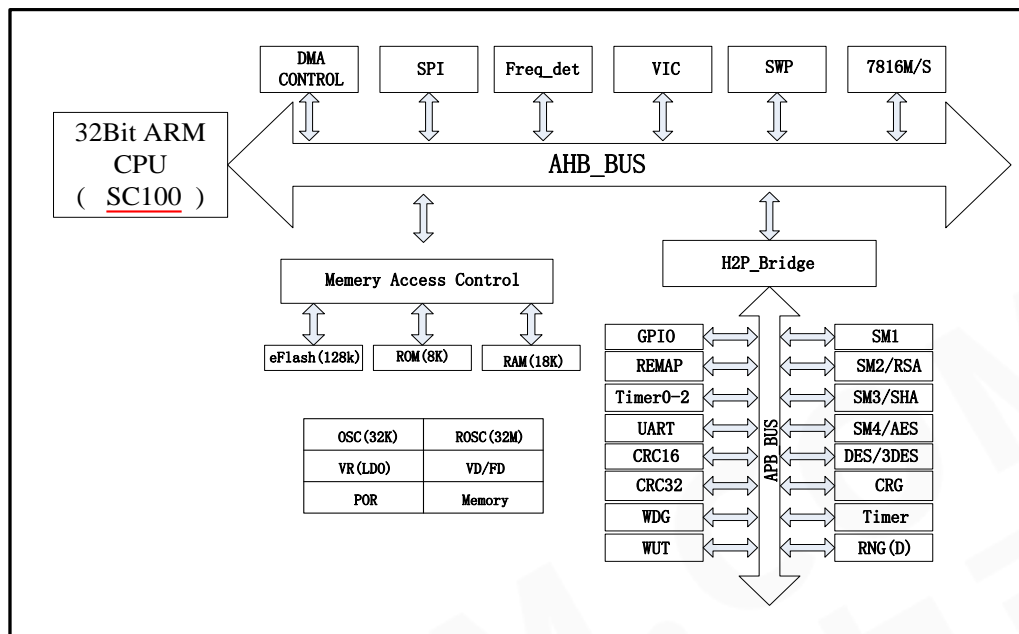 DMA
CONTROL
SPI
Freq_det
VIC
SWP
7816M/S
32Bit ARM
CPU
( SC100 )
AHB_BUS
Memery Access Control
H2P_Bridge
eFlash(128k)
ROM(8K)
RAM(18K)
GPIO
REMAP
Timer0-2
UART
CRC16
CRC32
WDG
WUT
APB_BUS
SM1
SM2/RSA
SM3/SHA
SM4/AES
DES/3DES
CRG
Timer
RNG(D)
OSC(32K)
ROSC(32M)
VR(LDO)
VD/FD
POR
Memory